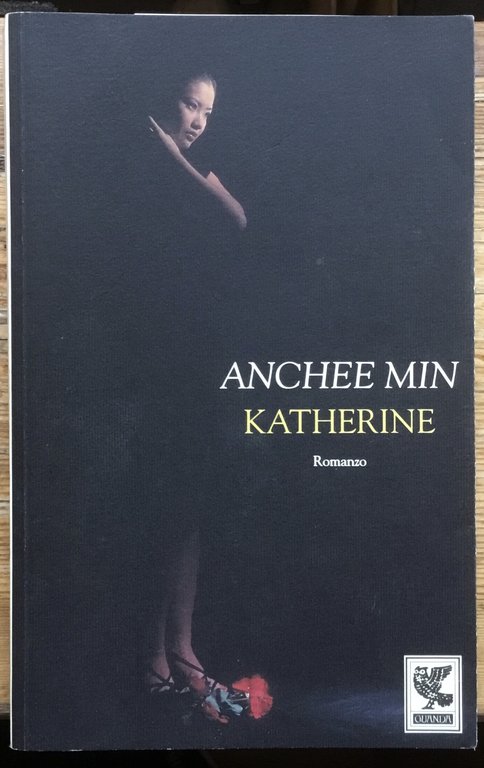 ANCHEE MIN
KATHERINE
Romanzo
GUANDA